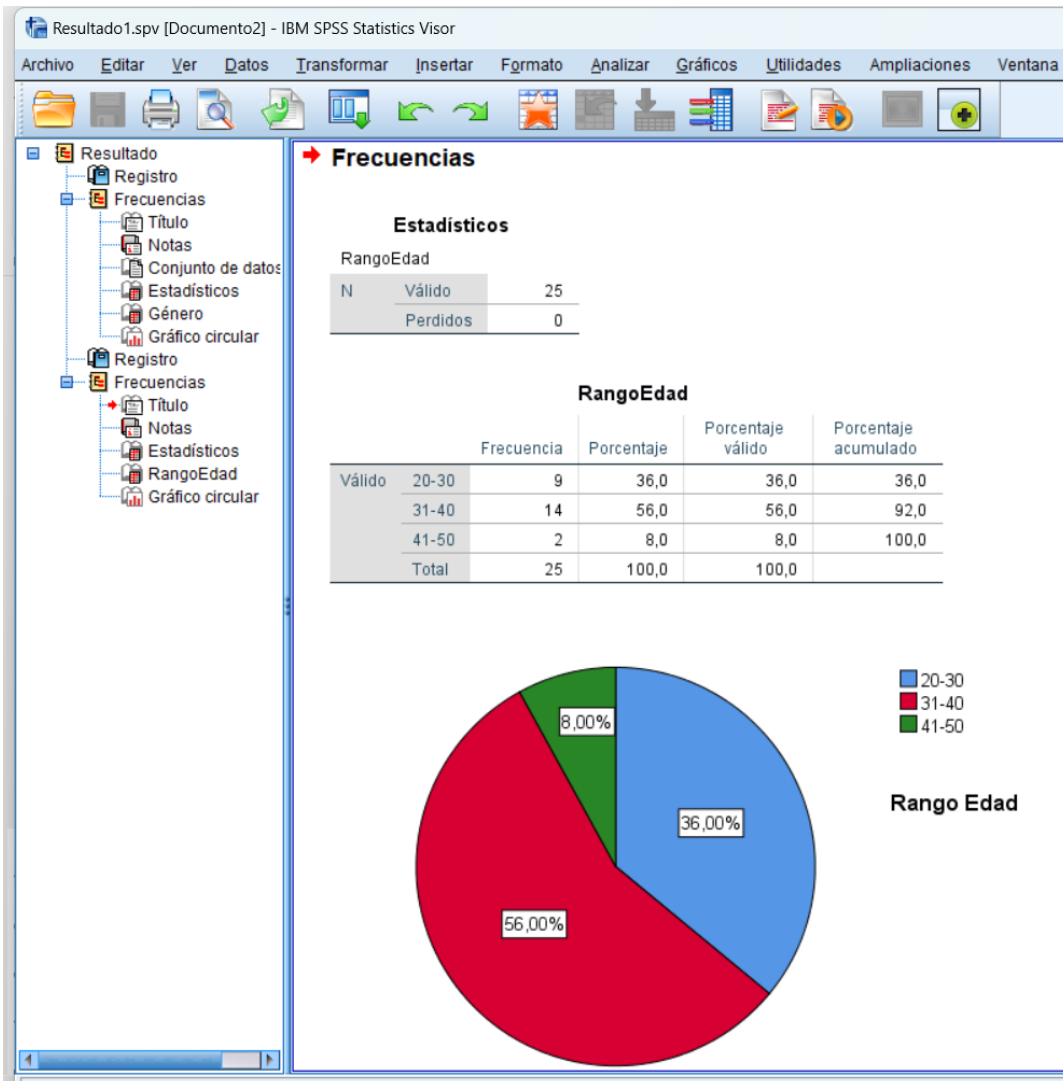 Resultado1.spv [Documento2] - IBM SPSS Statistics Visor
Archivo Editar Ver Datos Transformar Insertar Formato Analizar Gráficos Utilidades Ampliaciones Ventana
Resultado
Registro
Frecuencias
Título
Notas
Conjunto de datos
Estadísticos
Género
Gráfico circular
Registro
Frecuencias
Título
Notas
Estadísticos
RangoEdad
Gráfico circular
Frecuencias
Estadísticos
RangoEdad
N Válido 25
Perdidos 0
RangoEdad
Frecuencia Porcentaje Porcentaje válido Porcentaje acumulado
Válido 20-30 9 36,0 36,0 36,0
31-40 14 56,0 56,0 92,0
41-50 2 8,0 8,0 100,0
Total 25 100,0 100,0
20-30
31-40
41-50
8,00%
Rango Edad
36,00%
56,00%